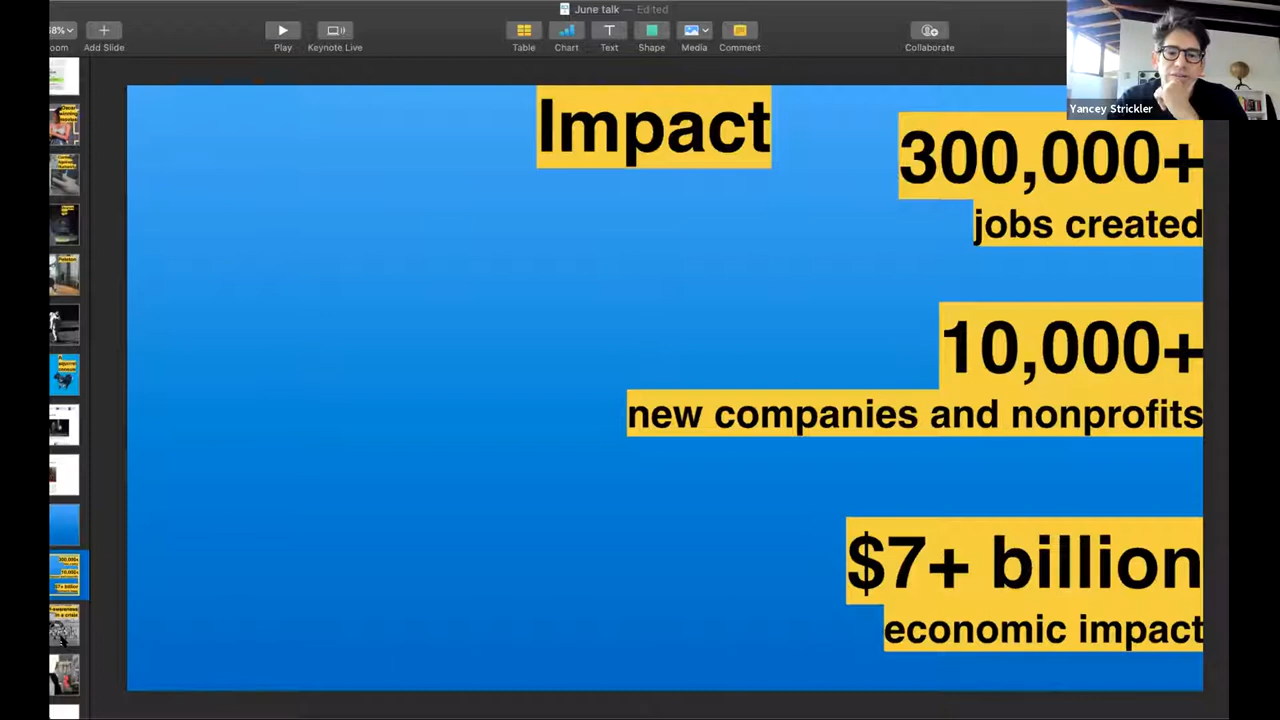 June talk — Edited
Add Slide
Play
Keynote Live
Table
Chart
Text
Shape
Media
Comment
Collaborate
Yancey Strickler
Impact
300,000+
jobs created
10,000+
new companies and nonprofits
$7+ billion
economic impact